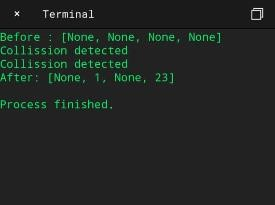 × Terminal
Before : [None, None, None, None]
Collission detected
Collission detected
After: [None, 1, None, 23]
Process finished.